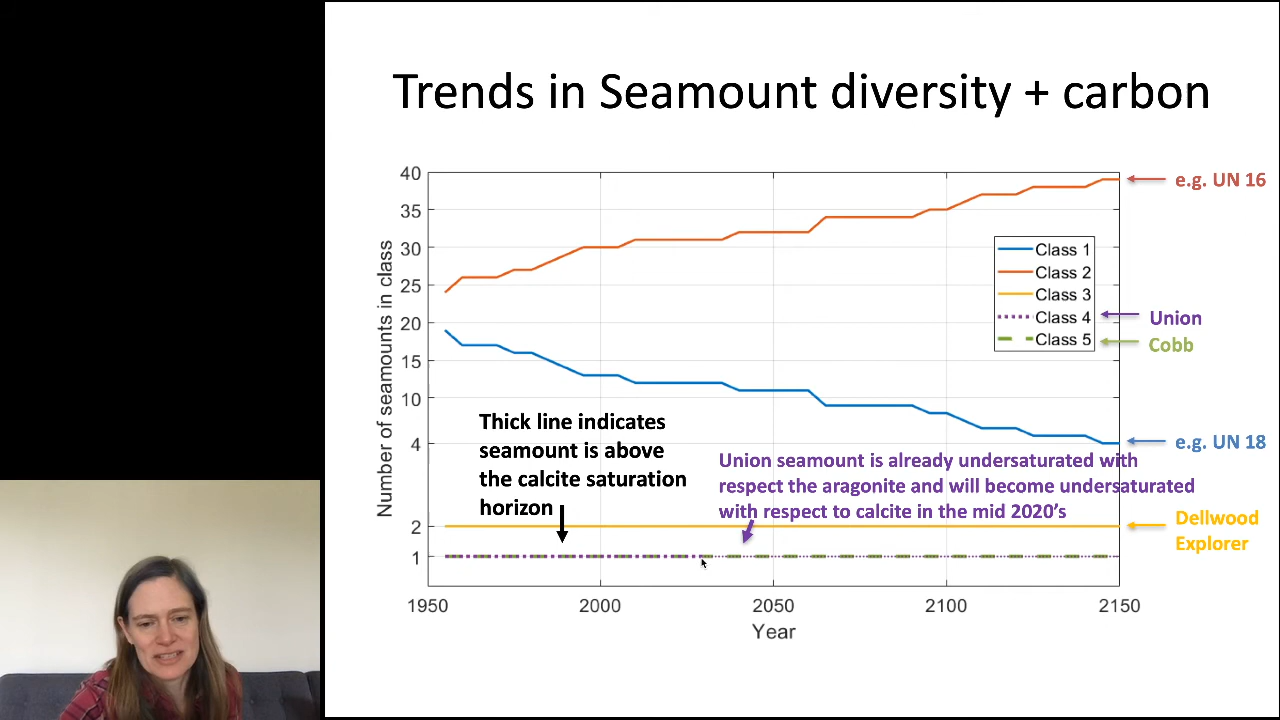 Trends in Seamount diversity + carbon
40
35
30
25
20
15
10
4
2
1
Number of seamounts in class
1950
2000
2050
2100
2150
Year
Class 1
Class 2
Class 3
Class 4
Class 5
e.g. UN 16
Union
Cobb
e.g. UN 18
Dellwood
Explorer
Thick line indicates
seamount is above
the calcite saturation
horizon
Union seamount is already undersaturated with
respect the aragonite and will become undersaturated
with respect to calcite in the mid 2020's